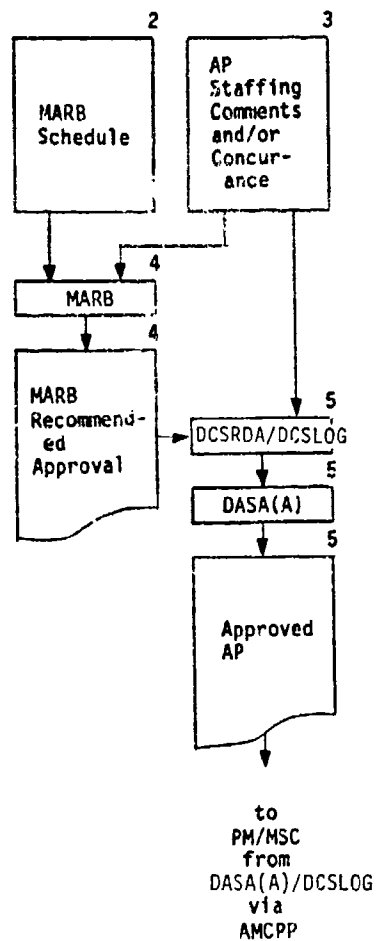 2
MARB
Schedule
3
AP
Staffing
Comments
and/or
Concur-
ance
4
MARB
4
MARB
Recommend-
ed
Approval
5
DCSRDA/DCSLOG
5
DASA(A)
5
Approved
AP
to
PM/MSC
from
DASA(A)/DCSLOG
via
AMCPP